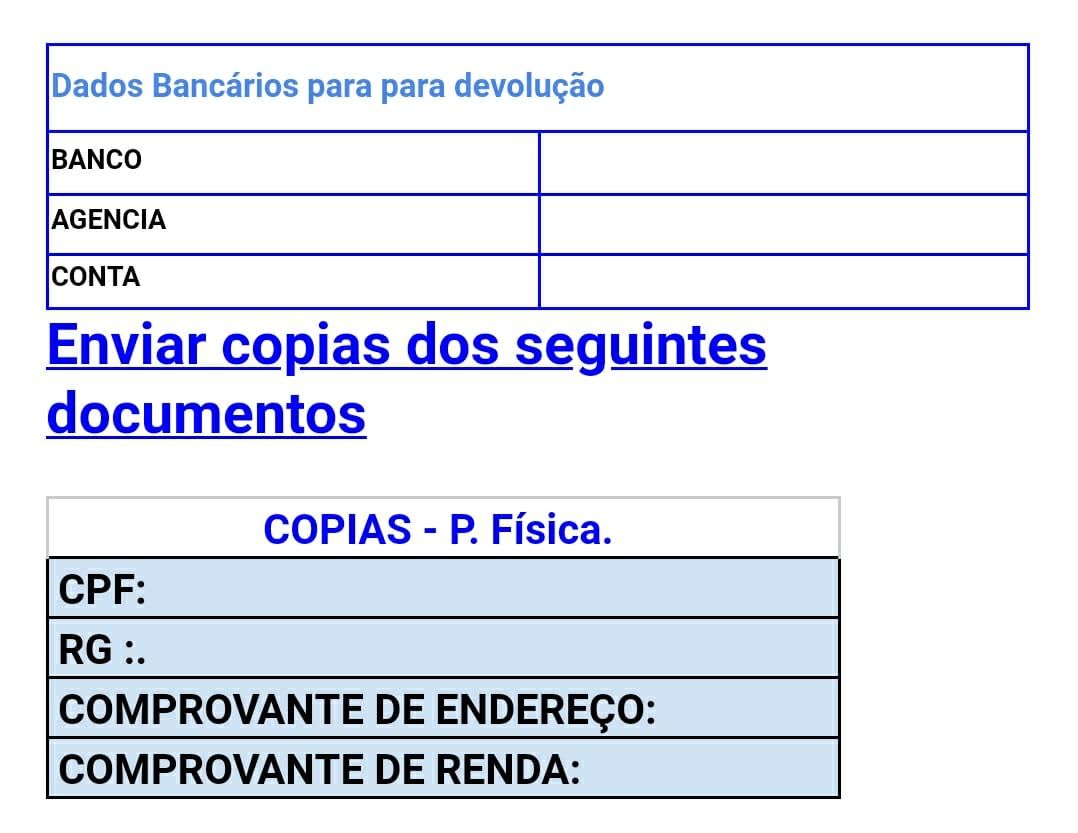 Dados Bancários para para devolução
BANCO
AGENCIA
CONTA
Enviar copias dos seguintes
documentos
COPIAS - P. Física.
CPF:
RG :.
COMPROVANTE DE ENDEREÇO:
COMPROVANTE DE RENDA: